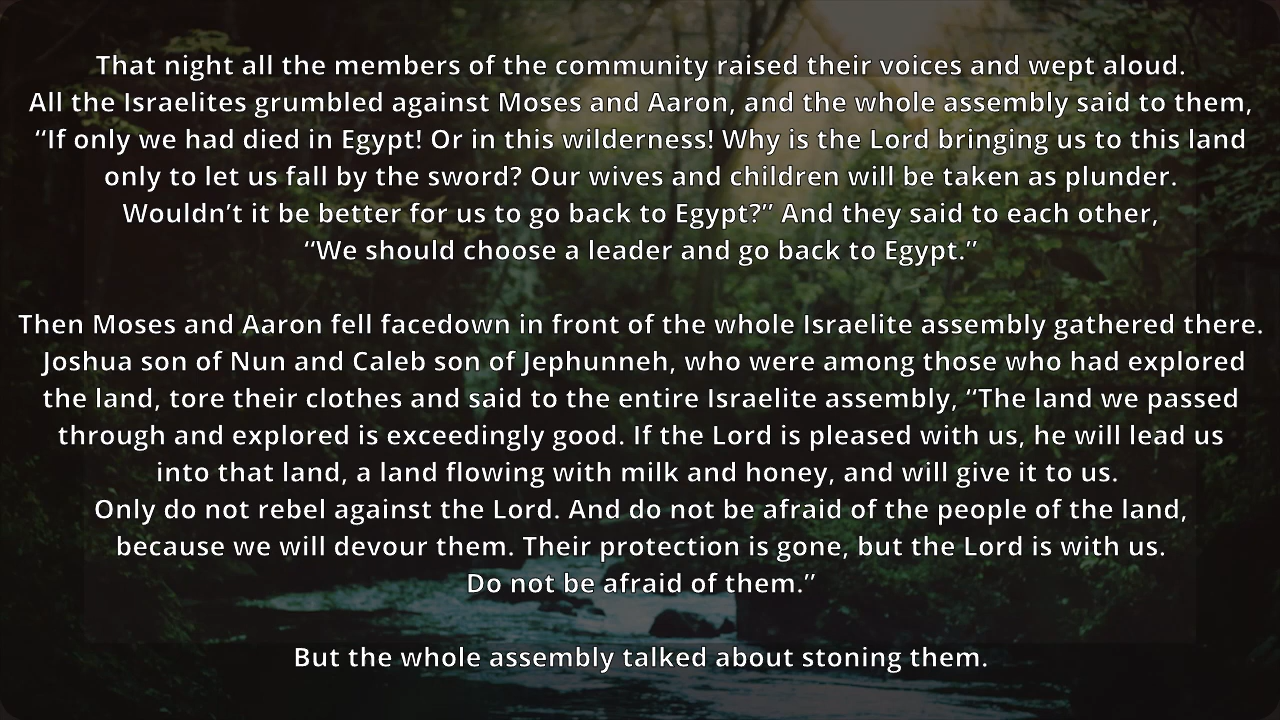 That night all the members of the community raised their voices and wept aloud.
All the Israelites grumbled against Moses and Aaron, and the whole assembly said to them,
“If only we had died in Egypt! Or in this wilderness! Why is the Lord bringing us to this land
only to let us fall by the sword? Our wives and children will be taken as plunder.
Wouldn’t it be better for us to go back to Egypt?” And they said to each other,
“We should choose a leader and go back to Egypt.”
Then Moses and Aaron fell facedown in front of the whole Israelite assembly gathered there.
Joshua son of Nun and Caleb son of Jephunneh, who were among those who had explored
the land, tore their clothes and said to the entire Israelite assembly, “The land we passed
through and explored is exceedingly good. If the Lord is pleased with us, he will lead us
into that land, a land flowing with milk and honey, and will give it to us.
Only do not rebel against the Lord. And do not be afraid of the people of the land,
because we will devour them. Their protection is gone, but the Lord is with us.
Do not be afraid of them.”
But the whole assembly talked about stoning them.